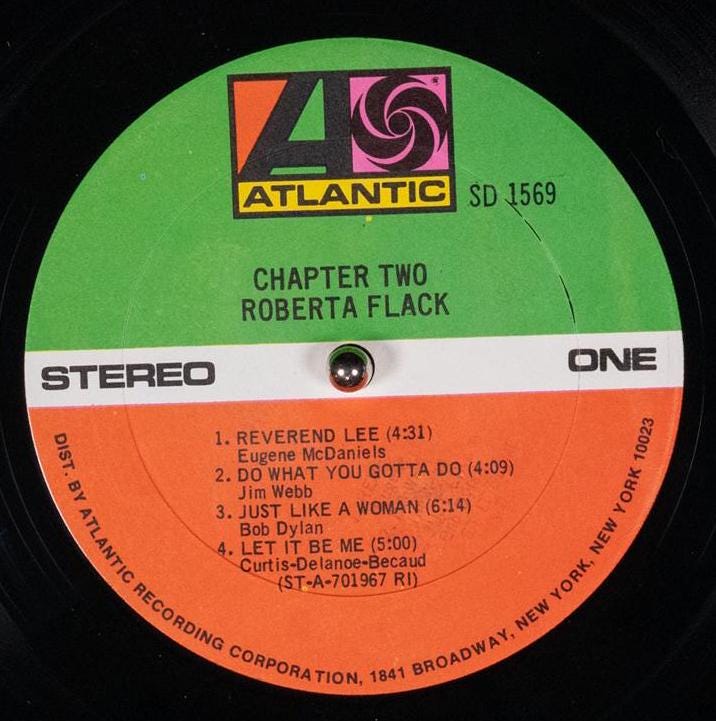 ATLANTIC
SD 1569
CHAPTER TWO
ROBERTA FLACK
STEREO
ONE
1. REVEREND LEE (4:31)
Eugene McDaniels
2. DO WHAT YOU GOTTA DO (4:09)
Jim Webb
3. JUST LIKE A WOMAN (6:14)
Bob Dylan
4. LET IT BE ME (5:00)
Curtis-Delanoe-Becaud
(ST-A-701967 RI)
DIST. BY ATLANTIC RECORDING CORPORATION, 1841 BROADWAY, NEW YORK, NEW YORK 10023